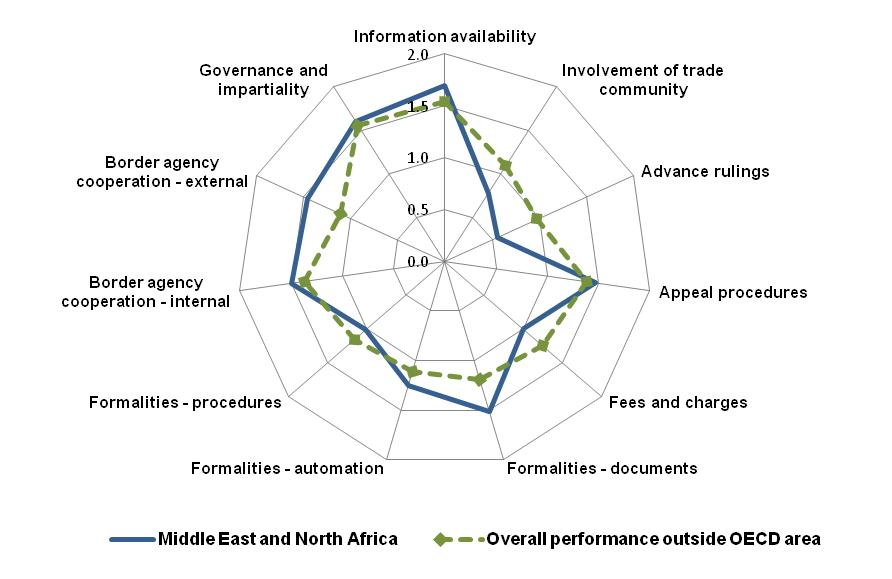 Information availability
2.0
Governance and
impartiality
Involvement of trade
community
1.5
Border agency
cooperation - external
1.0
Advance rulings
0.5
0.0
Border agency
cooperation - internal
Appeal procedures
Formalities - procedures
Fees and charges
Formalities - automation
Formalities - documents
Middle East and North Africa
Overall performance outside OECD area